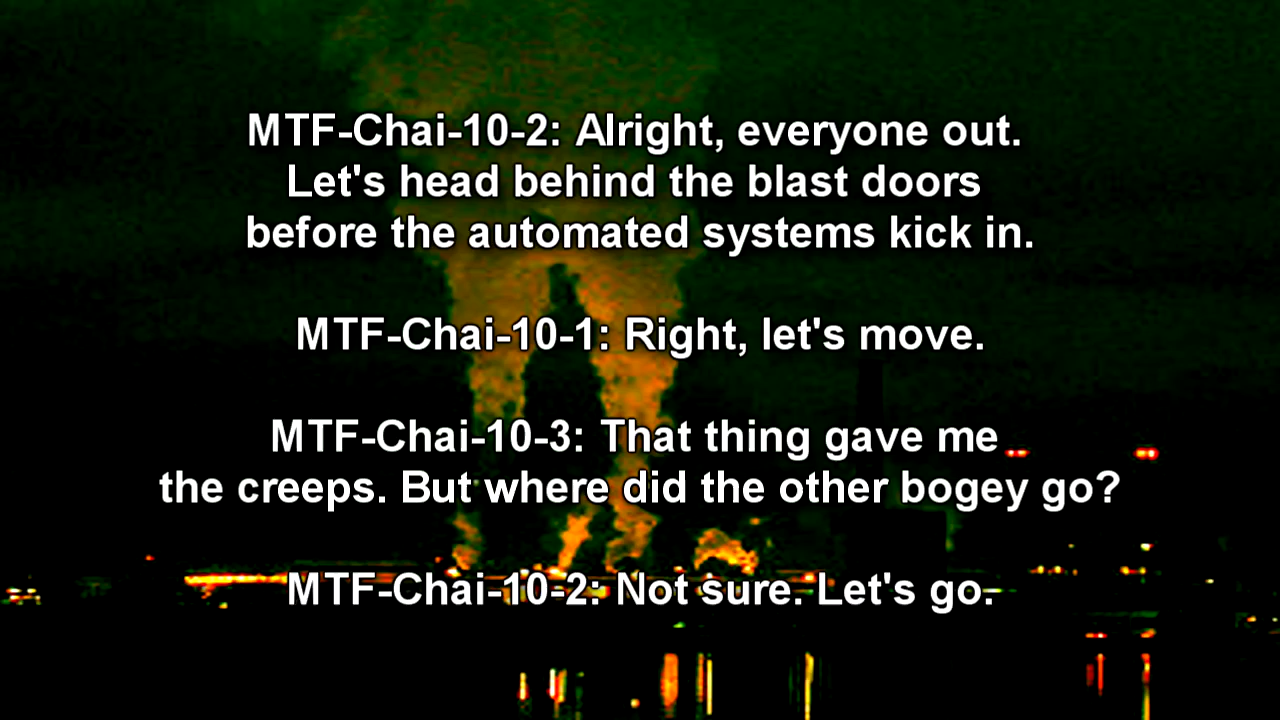 MTF-Chai-10-2: Alright, everyone out.
Let's head behind the blast doors
before the automated systems kick in.
MTF-Chai-10-1: Right, let's move.
MTF-Chai-10-3: That thing gave me
the creeps. But where did the other bogey go?
MTF-Chai-10-2: Not sure. Let's go.